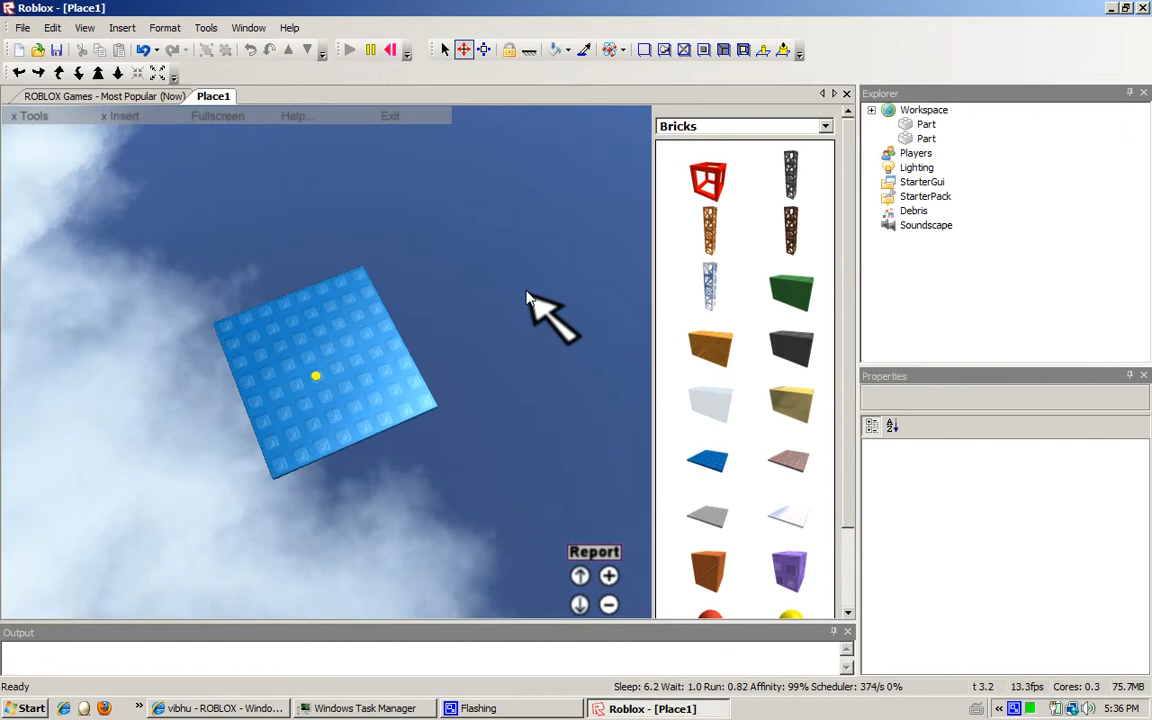 Roblox - [Place1]
File Edit View Insert Format Tools Window Help
ROBLOX Games - Most Popular (Now) Place1
x Tools x Insert Fullscreen Help... Exit
Bricks
Report
Explorer
Workspace
Part
Part
Players
Lighting
StarterGui
StarterPack
Debris
Soundscape
Properties
Output
Ready Sleep: 6.2 Wait: 1.0 Run: 0.82 Affinity: 99% Scheduler: 374/s 0% t 3.2 13.3fps Cores: 0.3 75.7MB
Start vibhu - ROBLOX - Windo... Windows Task Manager Flashing Roblox - [Place1] 5:36 PM